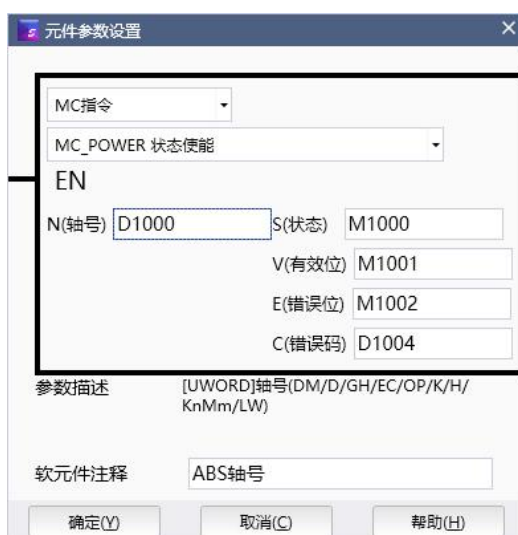 元件参数设置
MC指令
MC_POWER 状态使能
EN
N(轴号) D1000 S(状态) M1000
V(有效位) M1001
E(错误位) M1002
C(错误码) D1004
参数描述 [UWORD]轴号(DM/D/GH/EC/OP/K/H/
KnMm/LW)
软元件注释 ABS轴号
确定(Y) 取消(C) 帮助(H)